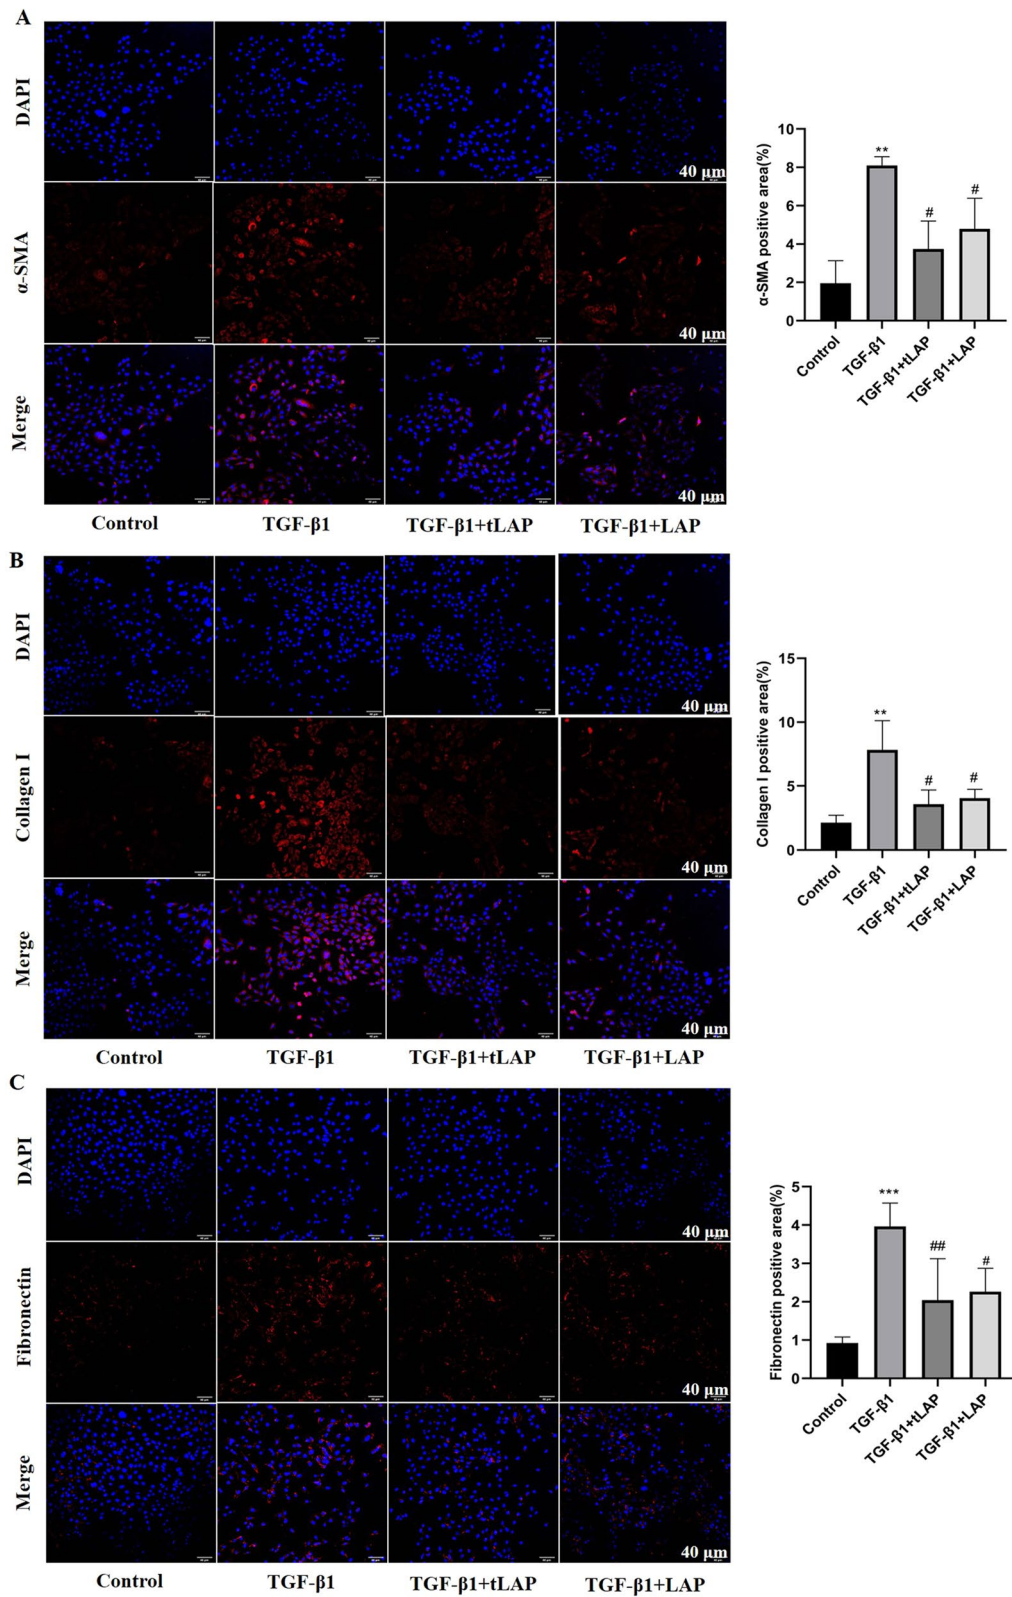 A
DAPI
40 μm
α-SMA
40 μm
Merge
40 μm
Control
TGF-β1
TGF-β1+tLAP
TGF-β1+LAP
α-SMA positive area(%)
10
8
6
4
2
0
**
#
#
Control
TGF-β1
TGF-β1+tLAP
TGF-β1+LAP
B
DAPI
40 μm
Collagen I
40 μm
Merge
40 μm
Control
TGF-β1
TGF-β1+tLAP
TGF-β1+LAP
Collagen I positive area(%)
15
10
5
0
**
#
#
Control
TGF-β1
TGF-β1+tLAP
TGF-β1+LAP
C
DAPI
40 μm
Fibronectin
40 μm
Merge
40 μm
Control
TGF-β1
TGF-β1+tLAP
TGF-β1+LAP
Fibronectin positive area(%)
5
4
3
2
1
0
***
##
#
Control
TGF-β1
TGF-β1+tLAP
TGF-β1+LAP